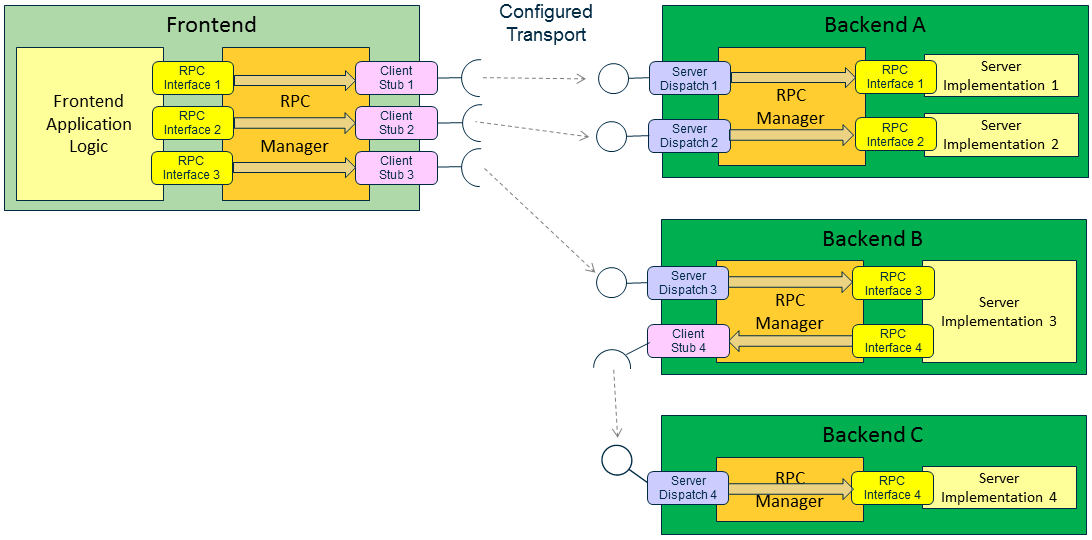 Frontend
Frontend
Application
Logic
RPC
Interface 1
RPC
Interface 2
RPC
Interface 3
RPC
Manager
Client
Stub 1
Client
Stub 2
Client
Stub 3
Configured
Transport
Backend A
Server
Dispatch 1
Server
Dispatch 2
RPC
Manager
RPC
Interface 1
RPC
Interface 2
Server
Implementation 1
Server
Implementation 2
Backend B
Server
Dispatch 3
Client
Stub 4
RPC
Manager
RPC
Interface 3
RPC
Interface 4
Server
Implementation 3
Backend C
Server
Dispatch 4
RPC
Manager
RPC
Interface 4
Server
Implementation 4